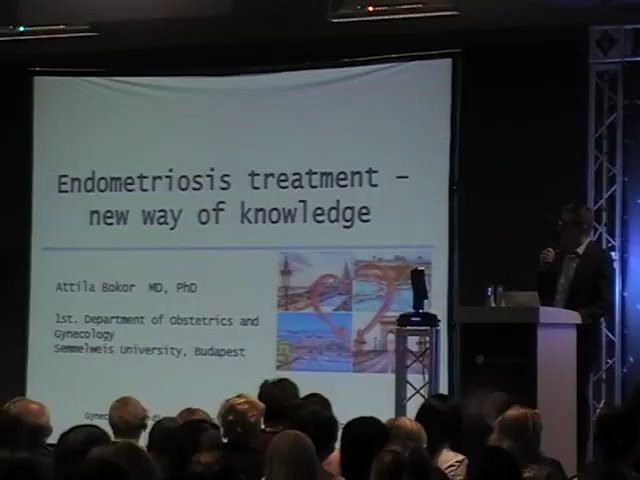 Endometriosis treatment –
new way of knowledge
Attila Bokor MD, PhD
1st. Department of Obstetrics and
Gynecology
Semmelweis University, Budapest